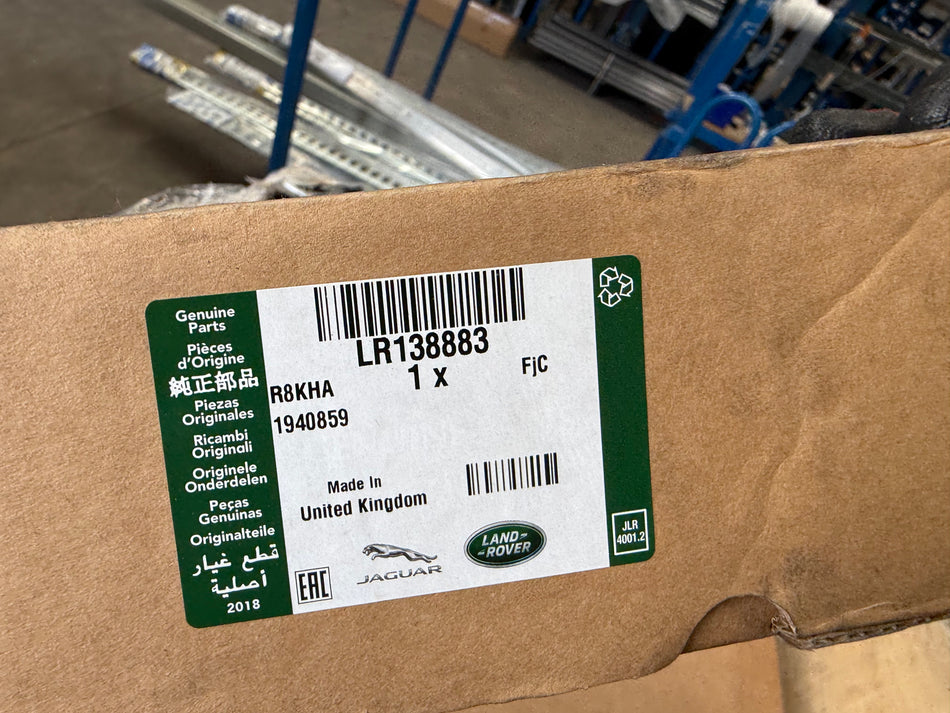 Genuine
Parts
Pièces
d'Origine
純正部品
Piezas
Originales
Ricambi
Originali
Originele
Onderdelen
Peças
Genuinas
Originalteile
قطع غيار
أصلية
2018
LR138883
1 x
FjC
R8KHA
1940859
Made In
United Kingdom
EAC
JAGUAR
LAND-
-ROVER
JLR
4001.2